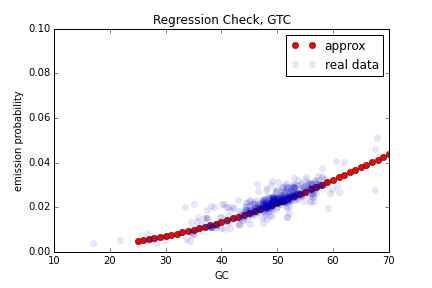 Regression Check, GTC
0.10
0.08
0.06
0.04
0.02
0.00
emission probability
approx
real data
10 20 30 40 50 60 70
GC